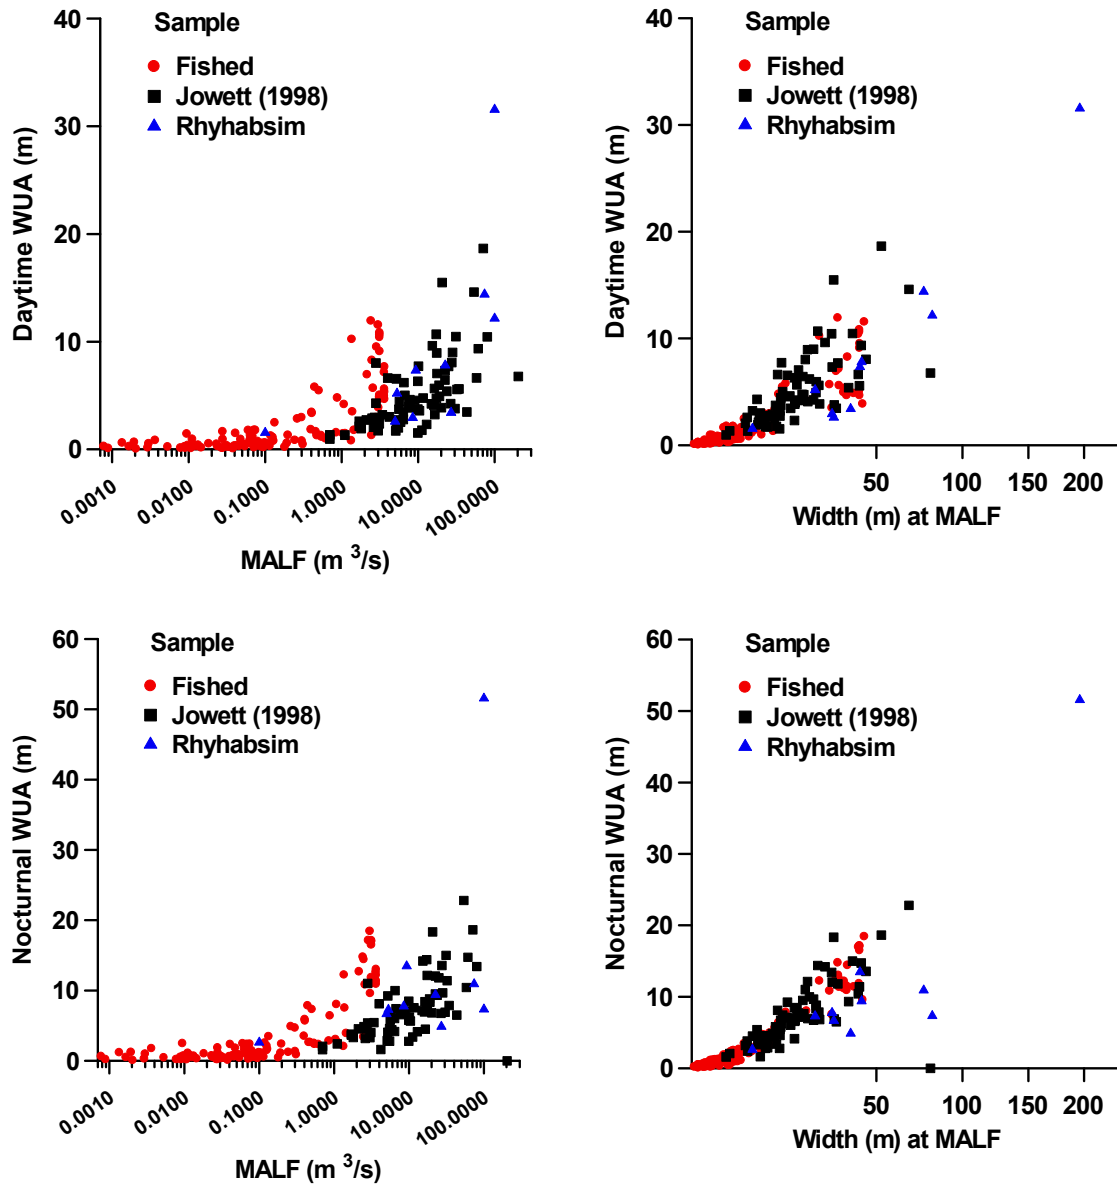 Sample
Fished
Jowett (1998)
Rhyhabsim
Daytime WUA (m)
40
30
20
10
0
0.0010 0.0100 0.1000 1.0000 10.0000 100.0000
MALF (m ³/s)
Sample
Fished
Jowett (1998)
Rhyhabsim
Daytime WUA (m)
40
30
20
10
0
50 100 150 200
Width (m) at MALF
Sample
Fished
Jowett (1998)
Rhyhabsim
Nocturnal WUA (m)
60
50
40
30
20
10
0
0.0010 0.0100 0.1000 1.0000 10.0000 100.0000
MALF (m ³/s)
Sample
Fished
Jowett (1998)
Rhyhabsim
Nocturnal WUA (m)
60
50
40
30
20
10
0
50 100 150 200
Width (m) at MALF